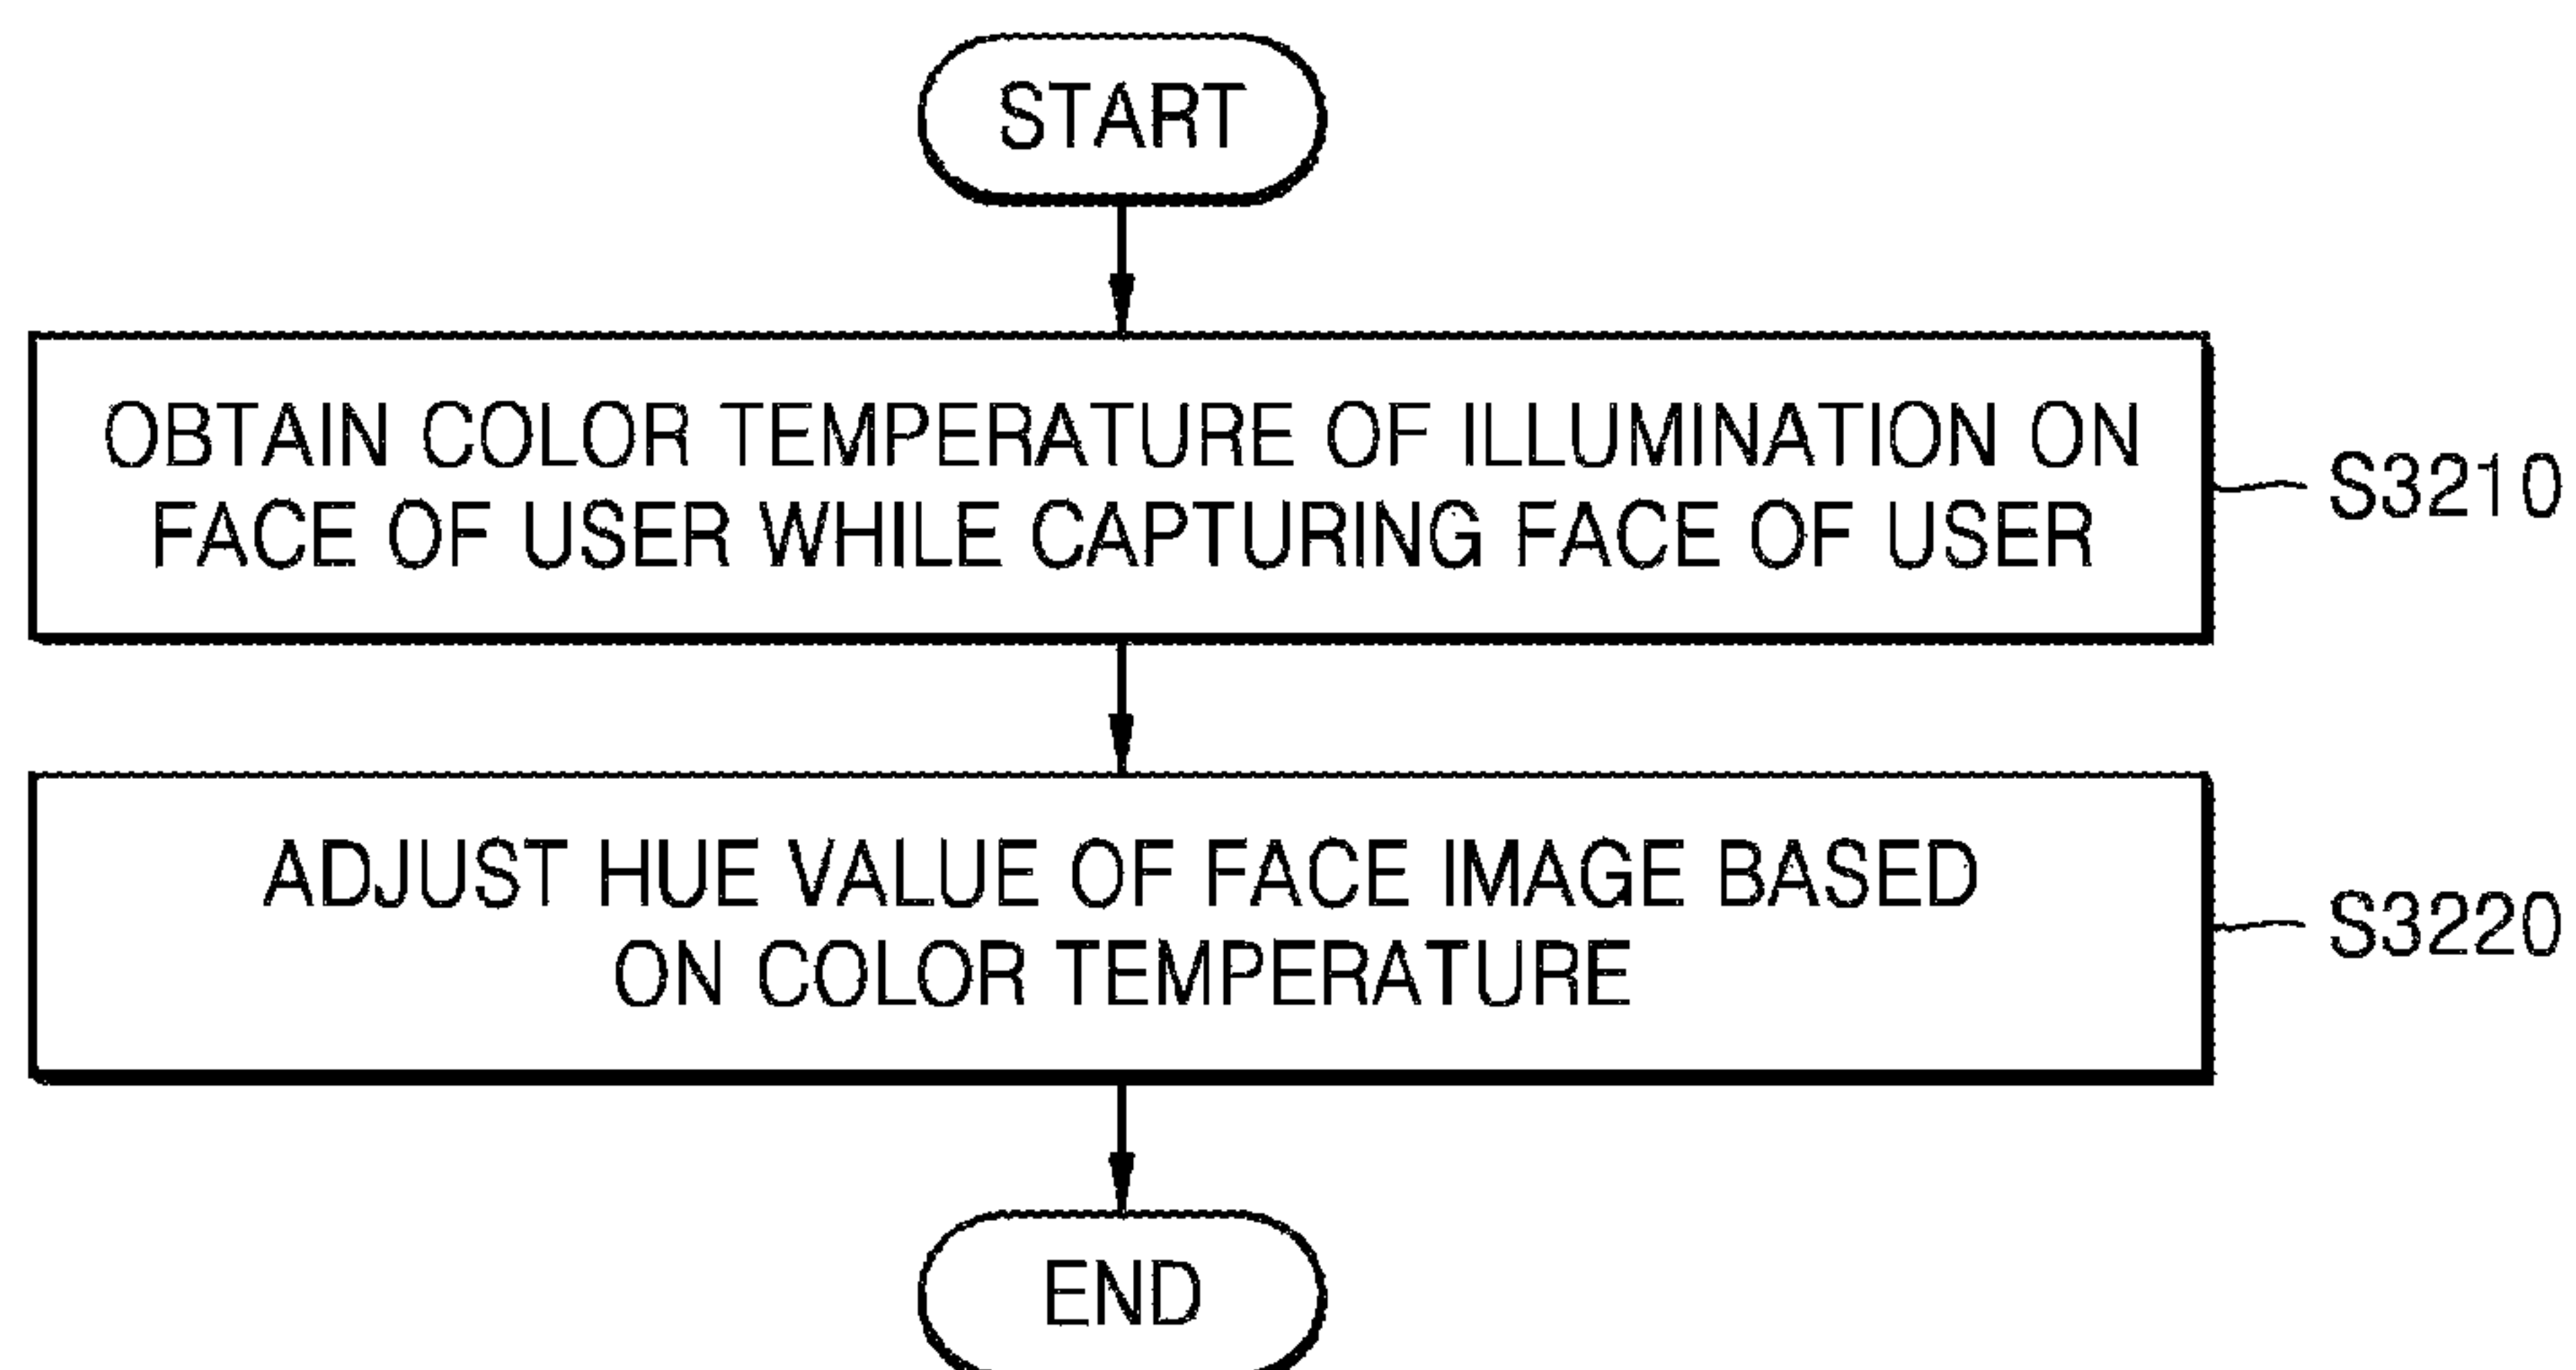 START
OBTAIN COLOR TEMPERATURE OF ILLUMINATION ON
FACE OF USER WHILE CAPTURING FACE OF USER
S3210
ADJUST HUE VALUE OF FACE IMAGE BASED
ON COLOR TEMPERATURE
S3220
END